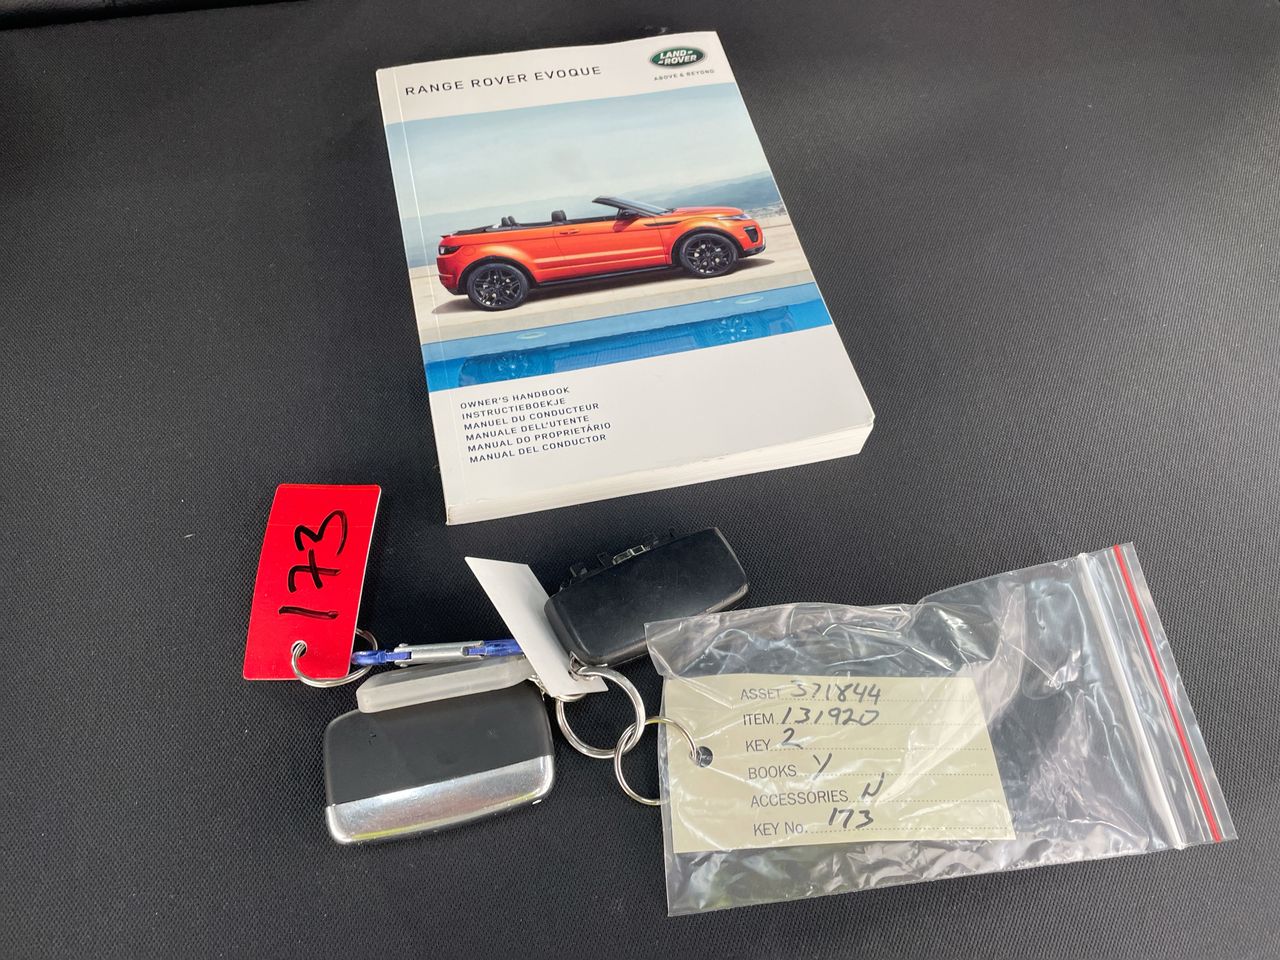 RANGE ROVER EVOQUE
LAND ROVER
ABOVE & BEYOND
OWNER'S HANDBOOK
INSTRUCTIEBOEKJE
MANUEL DU CONDUCTEUR
MANUALE DELL'UTENTE
MANUAL DO PROPRIETÁRIO
MANUAL DEL CONDUCTOR
173
ASSET 371844
ITEM 131920
KEY 2
BOOKS Y
ACCESSORIES N
KEY No. 173